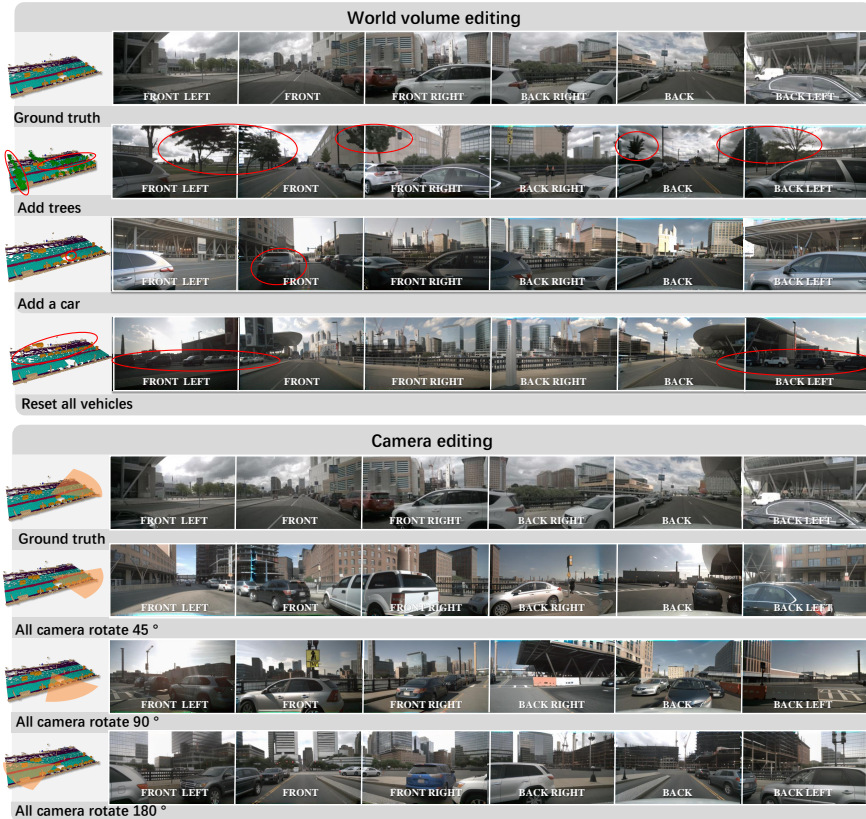 World volume editing
FRONT LEFT FRONT FRONT RIGHT BACK RIGHT BACK BACK LEFT
Ground truth
FRONT LEFT FRONT FRONT RIGHT BACK RIGHT BACK BACK LEFT
Add trees
FRONT LEFT FRONT FRONT RIGHT BACK RIGHT BACK BACK LEFT
Add a car
FRONT LEFT FRONT FRONT RIGHT BACK RIGHT BACK BACK LEFT
Reset all vehicles
Camera editing
FRONT LEFT FRONT FRONT RIGHT BACK RIGHT BACK BACK LEFT
Ground truth
FRONT LEFT FRONT FRONT RIGHT BACK RIGHT BACK BACK LEFT
All camera rotate 45 °
FRONT LEFT FRONT FRONT RIGHT BACK RIGHT BACK BACK LEFT
All camera rotate 90 °
FRONT LEFT FRONT FRONT RIGHT BACK RIGHT BACK BACK LEFT
All camera rotate 180 °